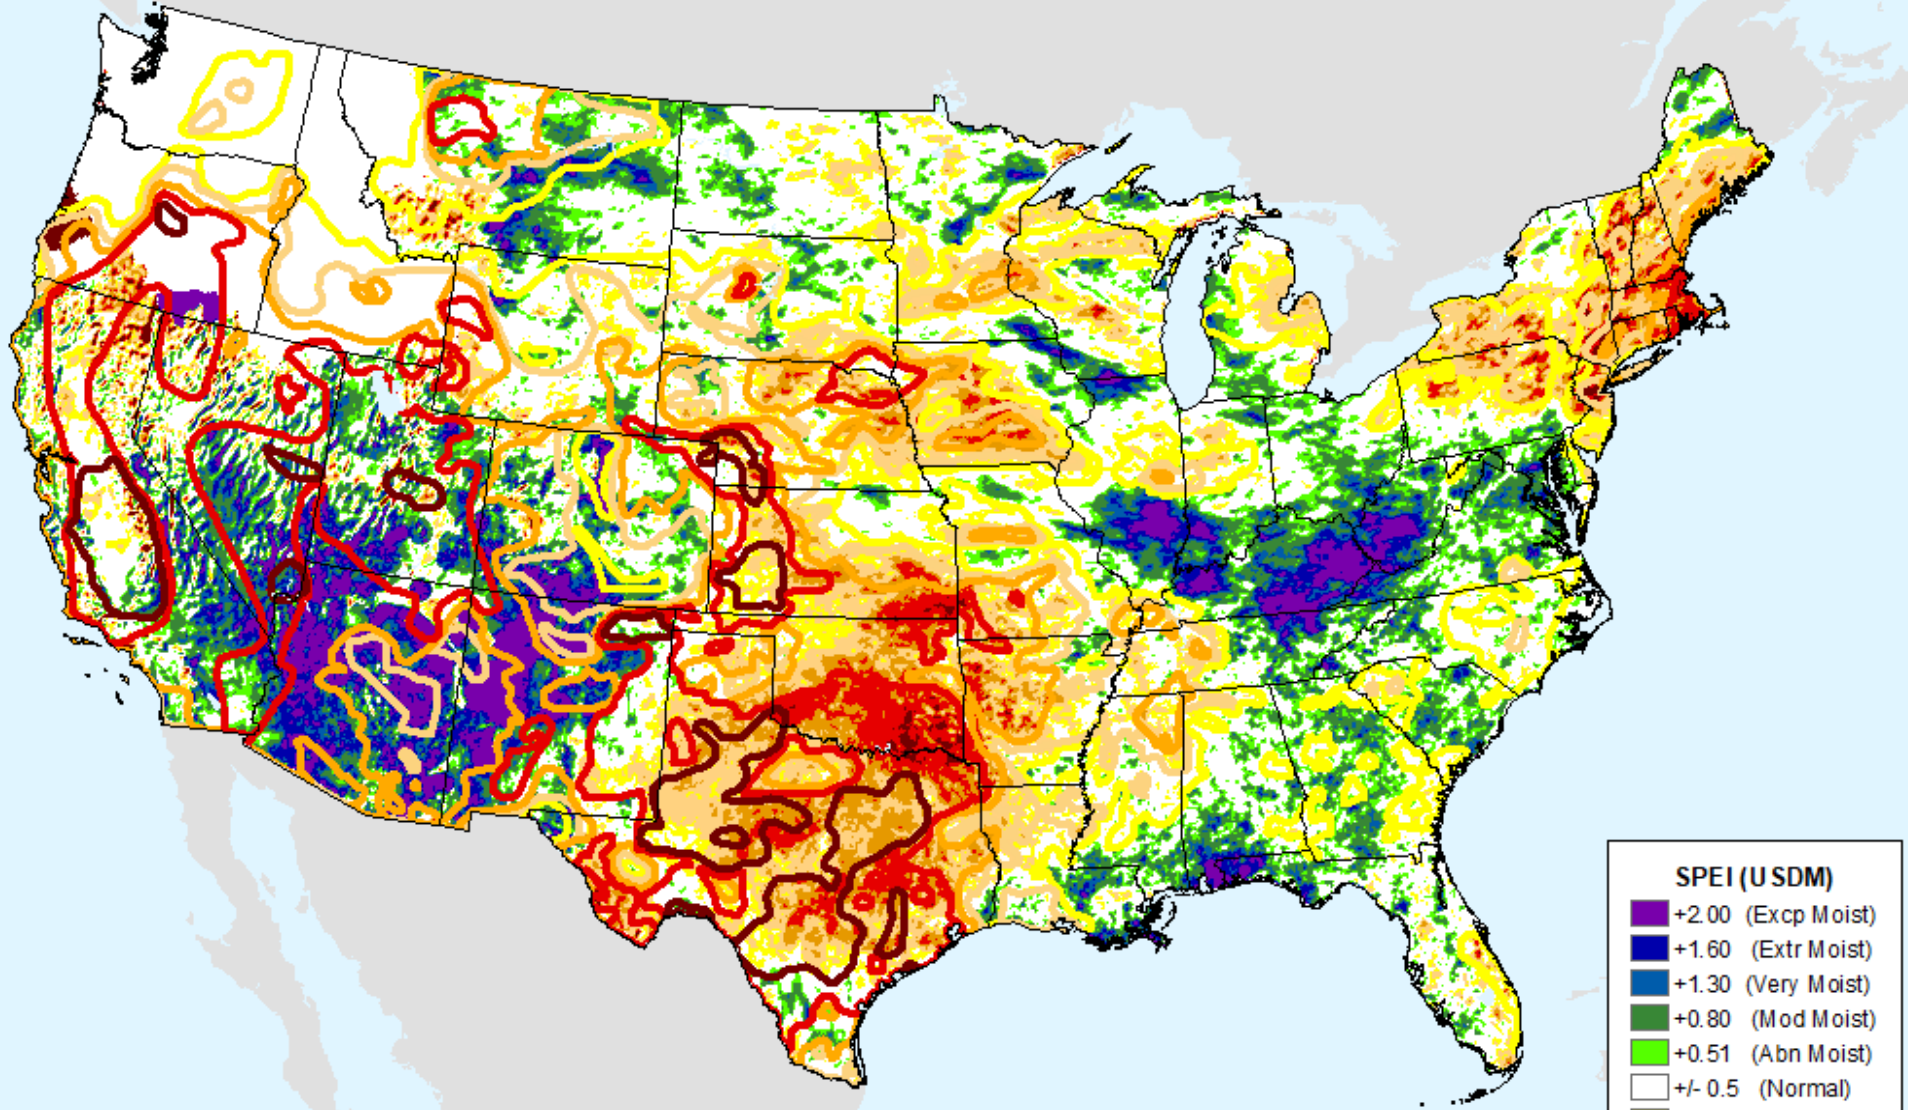 SPEI (USDM)
+2.00 (Excp Moist)
+1.60 (Extr Moist)
+1.30 (Very Moist)
+0.80 (Mod Moist)
+0.51 (Abn Moist)
+/- 0.5 (Normal)